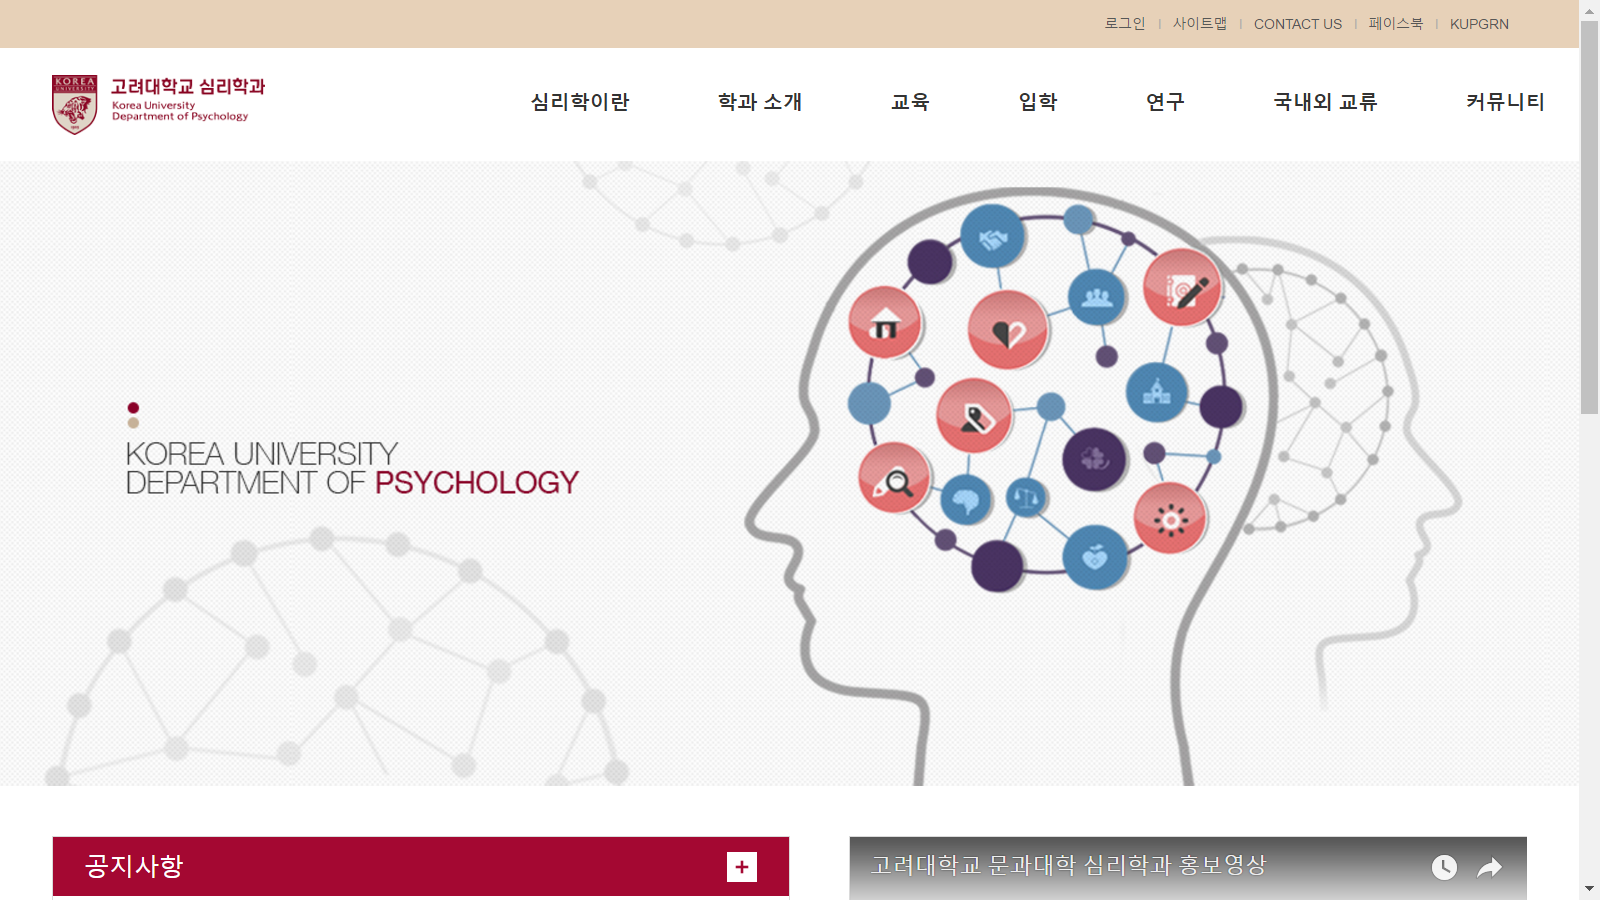 로그인
사이트맵
CONTACT US
페이스북
KUPGRN
KOREA
UNIVERSITY
1905
고려대학교 심리학과
Korea University
Department of Psychology
심리학이란
학과 소개
교육
입학
연구
국내외 교류
커뮤니티
KOREA UNIVERSITY
DEPARTMENT OF PSYCHOLOGY
공지사항
고려대학교 문과대학 심리학과 홍보영상